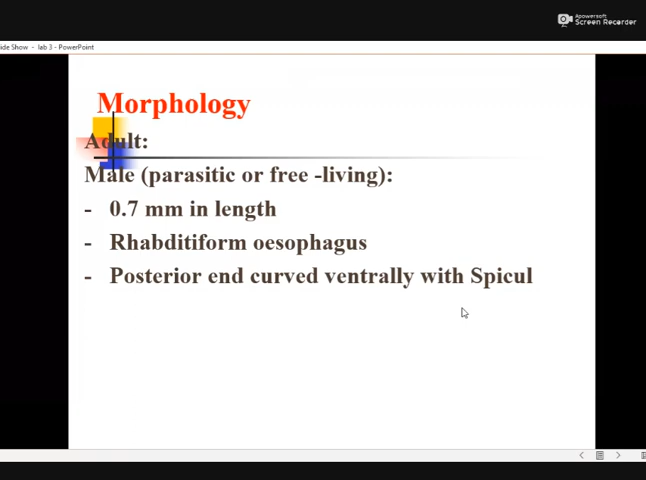 Apowersoft
Screen Recorder
ide Show - lab 3 - PowerPoint
Morphology
Adult:
Male (parasitic or free -living):
- 0.7 mm in length
- Rhabditiform oesophagus
- Posterior end curved ventrally with Spicul